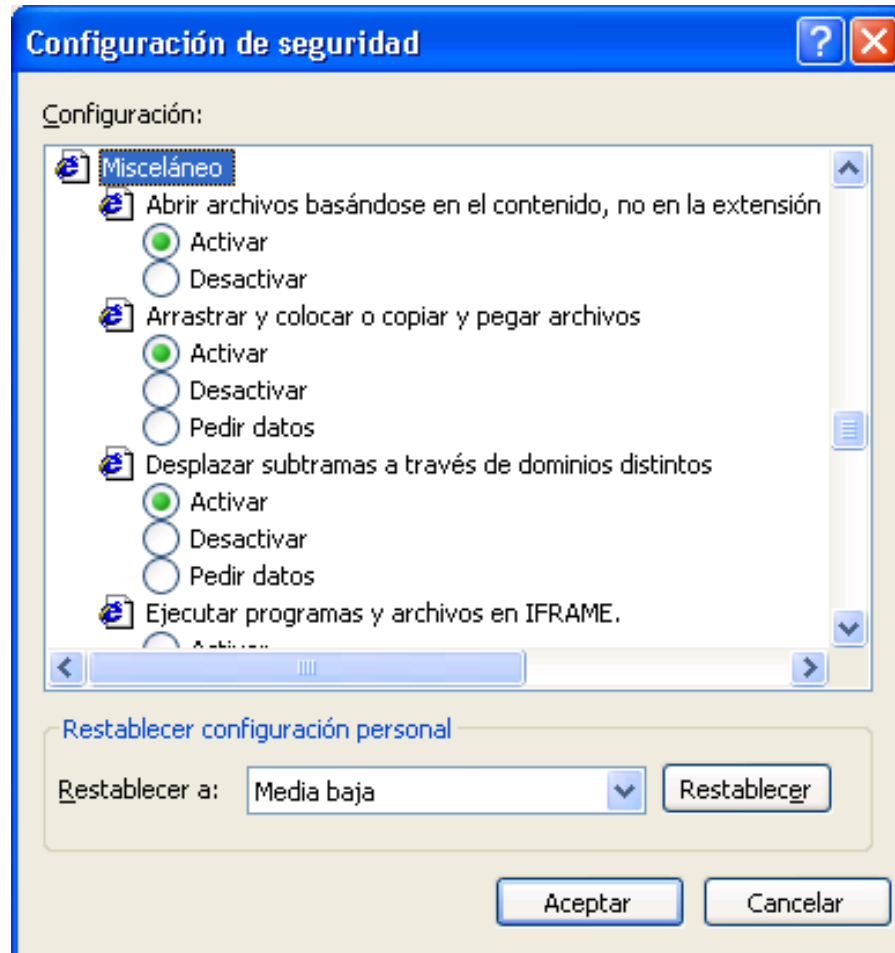 Configuración de seguridad
Configuración:
Misceláneo
Abrir archivos basándose en el contenido, no en la extensión
Activar
Desactivar
Arrastrar y colocar o copiar y pegar archivos
Activar
Desactivar
Pedir datos
Desplazar subtramas a través de dominios distintos
Activar
Desactivar
Pedir datos
Ejecutar programas y archivos en IFRAME.
Restablecer configuración personal
Restablecer a: Media baja Restablecer
Aceptar Cancelar